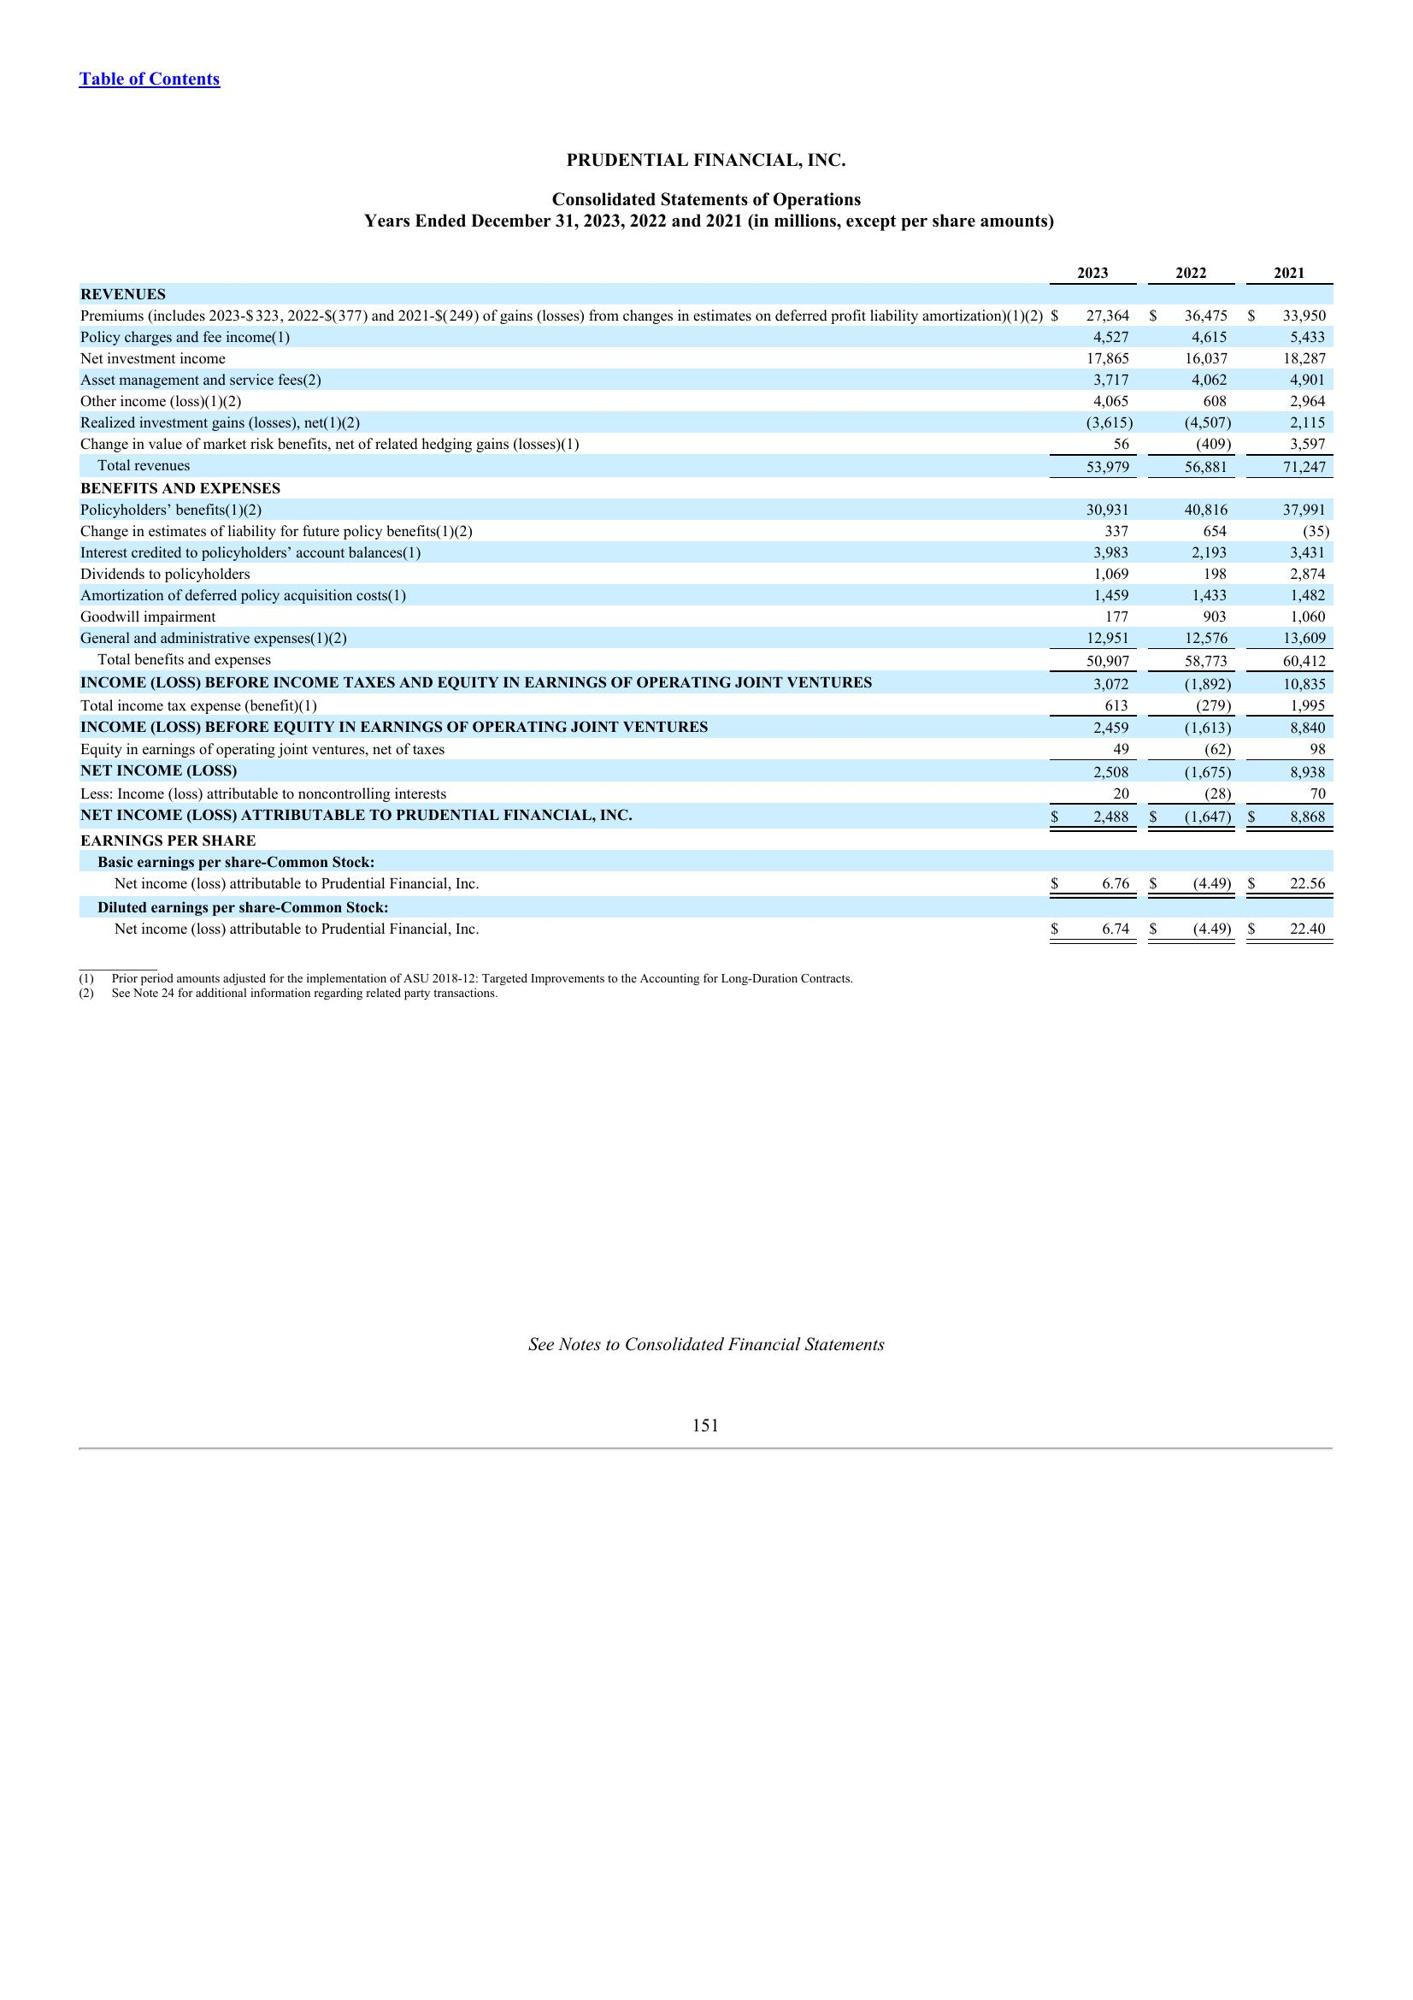 Table of Contents
PRUDENTIAL FINANCIAL, INC.
Consolidated Statements of Operations
Years Ended December 31, 2023, 2022 and 2021 (in millions, except per share amounts)
2023 2022 2021
REVENUES
Premiums (includes 2023-$323, 2022-$(377) and 2021-$(249) of gains (losses) from changes in estimates on deferred profit liability amortization)(1)(2) $ 27,364 $ 36,475 $ 33,950
Policy charges and fee income(1) 4,527 4,615 5,433
Net investment income 17,865 16,037 18,287
Asset management and service fees(2) 3,717 4,062 4,901
Other income (loss)(1)(2) 4,065 608 2,964
Realized investment gains (losses), net(1)(2) (3,615) (4,507) 2,115
Change in value of market risk benefits, net of related hedging gains (losses)(1) 56 (409) 3,597
Total revenues 53,979 56,881 71,247
BENEFITS AND EXPENSES
Policyholders’ benefits(1)(2) 30,931 40,816 37,991
Change in estimates of liability for future policy benefits(1)(2) 337 654 (35)
Interest credited to policyholders’ account balances(1) 3,983 2,193 3,431
Dividends to policyholders 1,069 198 2,874
Amortization of deferred policy acquisition costs(1) 1,459 1,433 1,482
Goodwill impairment 177 903 1,060
General and administrative expenses(1)(2) 12,951 12,576 13,609
Total benefits and expenses 50,907 58,773 60,412
INCOME (LOSS) BEFORE INCOME TAXES AND EQUITY IN EARNINGS OF OPERATING JOINT VENTURES 3,072 (1,892) 10,835
Total income tax expense (benefit)(1) 613 (279) 1,995
INCOME (LOSS) BEFORE EQUITY IN EARNINGS OF OPERATING JOINT VENTURES 2,459 (1,613) 8,840
Equity in earnings of operating joint ventures, net of taxes 49 (62) 98
NET INCOME (LOSS) 2,508 (1,675) 8,938
Less: Income (loss) attributable to noncontrolling interests 20 (28) 70
NET INCOME (LOSS) ATTRIBUTABLE TO PRUDENTIAL FINANCIAL, INC. $ 2,488 $ (1,647) $ 8,868
EARNINGS PER SHARE
Basic earnings per share-Common Stock:
Net income (loss) attributable to Prudential Financial, Inc. $ 6.76 $ (4.49) $ 22.56
Diluted earnings per share-Common Stock:
Net income (loss) attributable to Prudential Financial, Inc. $ 6.74 $ (4.49) $ 22.40
(1) Prior period amounts adjusted for the implementation of ASU 2018-12: Targeted Improvements to the Accounting for Long-Duration Contracts.
(2) See Note 24 for additional information regarding related party transactions.
See Notes to Consolidated Financial Statements
151